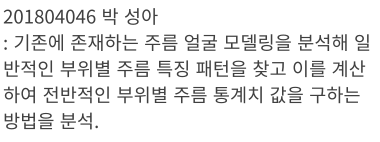 201804046 박 성아
: 기존에 존재하는 주름 얼굴 모델링을 분석해 일
반적인 부위별 주름 특징 패턴을 찾고 이를 계산
하여 전반적인 부위별 주름 통계치 값을 구하는
방법을 분석.